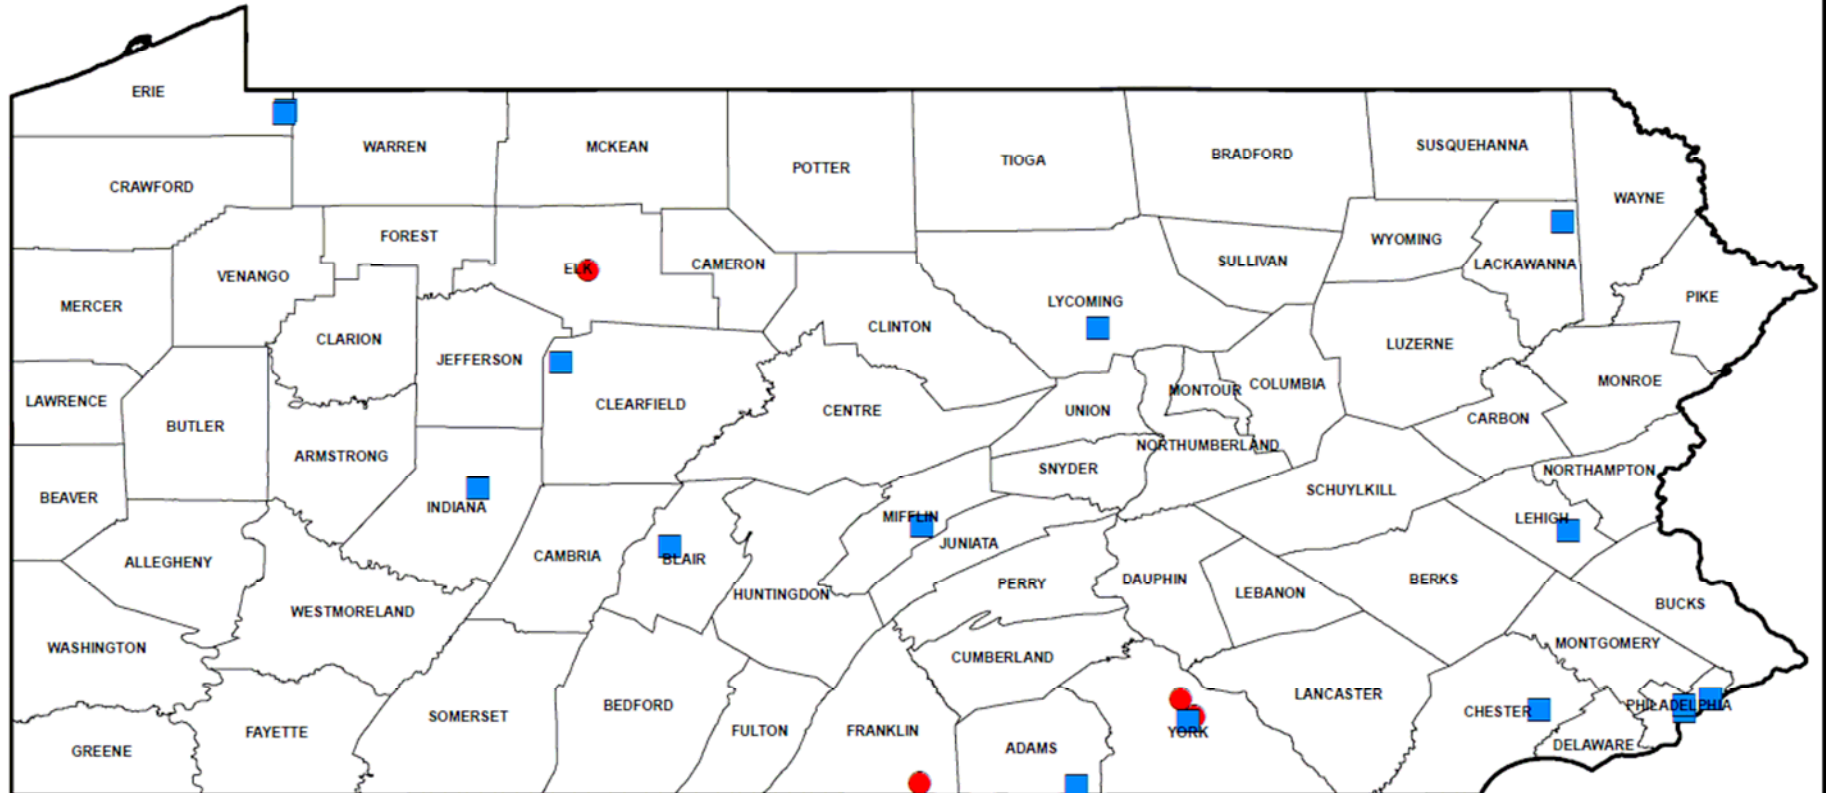 ERIE
WARREN
MCKEAN
POTTER
TIOGA
BRADFORD
SUSQUEHANNA
WAYNE
CRAWFORD
FOREST
ELK
CAMERON
SULLIVAN
WYOMING
LACKAWANNA
PIKE
VENANGO
MERCER
LYCOMING
CLINTON
CLARION
JEFFERSON
LUZERNE
MONROE
LAWRENCE
BUTLER
CLEARFIELD
CENTRE
UNION
MONTOUR
COLUMBIA
CARBON
ARMSTRONG
NORTHUMBERLAND
SNYDER
NORTHAMPTON
BEAVER
INDIANA
SCHUYLKILL
MIFFLIN
LEHIGH
JUNIATA
ALLEGHENY
CAMBRIA
BLAIR
HUNTINGDON
PERRY
DAUPHIN
LEBANON
BERKS
BUCKS
WESTMORELAND
WASHINGTON
CUMBERLAND
MONTGOMERY
LANCASTER
BEDFORD
SOMERSET
CHESTER
PHILADELPHIA
FAYETTE
FULTON
FRANKLIN
YORK
GREENE
ADAMS
DELAWARE